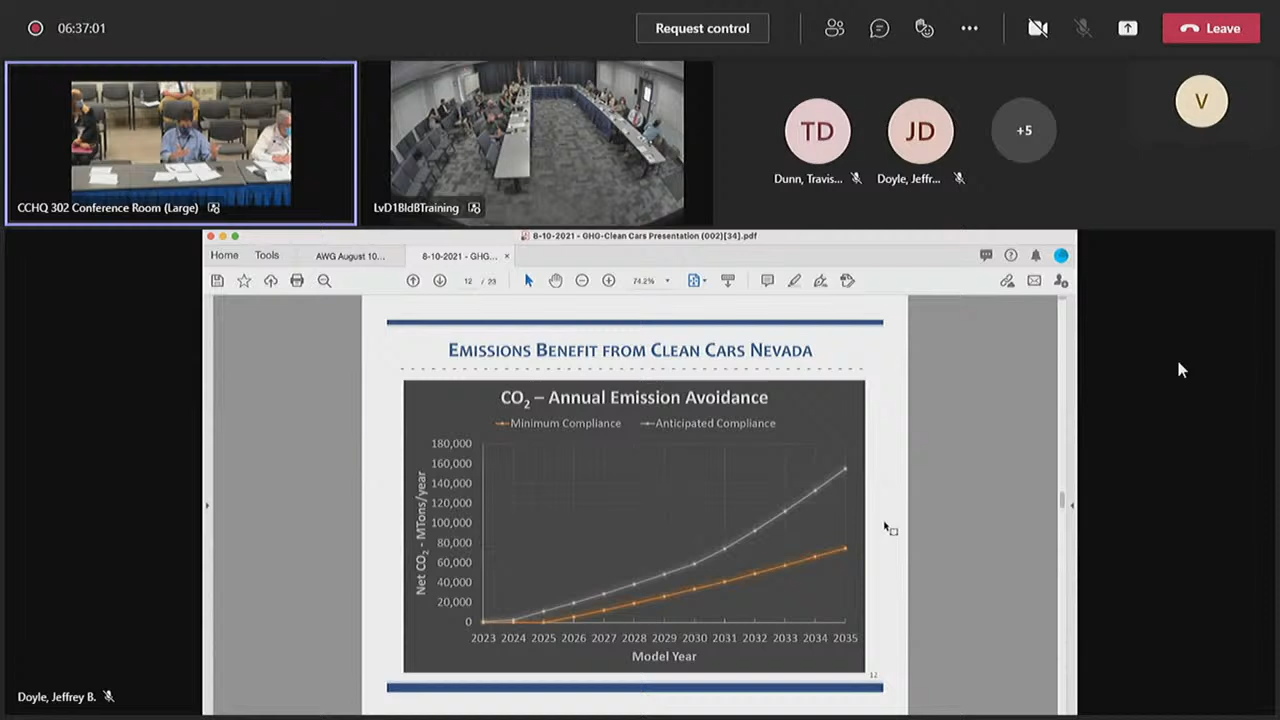 06:37:01
Request control
Leave
CCHQ 302 Conference Room (Large)
LvD1BldBTraining
TD
Dunn, Travis...
JD
Doyle, Jeffr...
+5
V
8-10-2021 - GHG-Clean Cars Presentation (002)[34].pdf
Home
Tools
AWG August 10...
8-10-2021 - GHG... ×
12 / 23
74.2%
EMISSIONS BENEFIT FROM CLEAN CARS NEVADA
CO₂ – Annual Emission Avoidance
Minimum Compliance
Anticipated Compliance
Net CO₂ - MTons/year
180,000
160,000
140,000
120,000
100,000
80,000
60,000
40,000
20,000
0
2023 2024 2025 2026 2027 2028 2029 2030 2031 2032 2033 2034 2035
Model Year
12
Doyle, Jeffrey B.